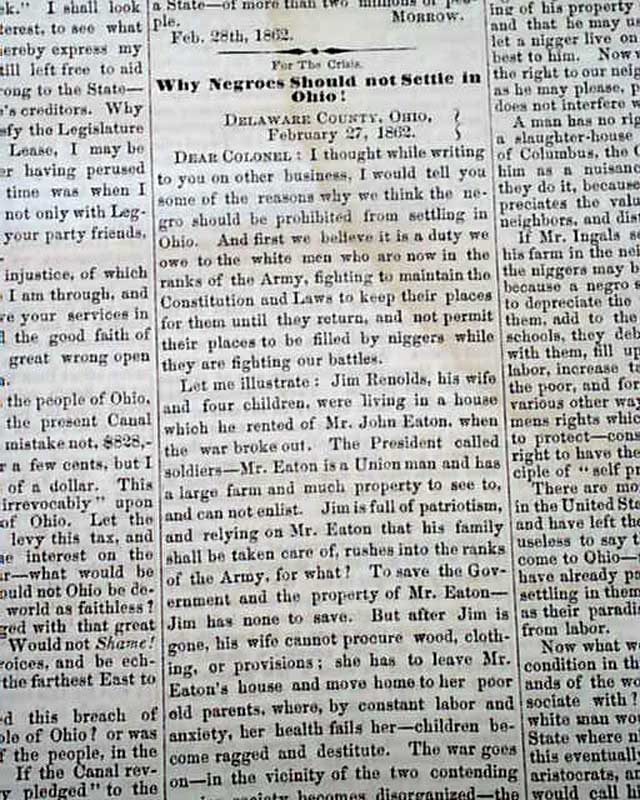 ek." I shall look
terest, to see what
hereby express my
till left free to aid
rong to the State—
's creditors. Why
sfy the Legislature
Lease, I may be
er having perused
time was when I
not only with Leg-
your party friends,
injustice, of which
I am through, and
ve your services in
d the good faith of
great wrong open
the people of Ohio,
the present Canal
mistake not, $828,-
r a few cents, but I
of a dollar. This
irrevocably" upon
of Ohio. Let the
levy this tax, and
he interest on the
ur—what would be
ould not Ohio be de-
world as faithless?
ged with that great
Would not Shame!
voices, and be ech-
the farthest East to
d this breach of
ple of Ohio? or was
f the people, in the
If the Canal rev-
y pledged" to the
a State—of more than two millions of peo-
ple. MORROW.
Feb. 28th, 1862.
For The Crisis.
Why Negroes Should not Settle in
Ohio!
DELAWARE COUNTY, OHIO,
February 27, 1862.
DEAR COLONEL: I thought while writing
to you on other business, I would tell you
some of the reasons why we think the ne-
gro should be prohibited from settling in
Ohio. And first we believe it is a duty we
owe to the white men who are now in the
ranks of the Army, fighting to maintain the
Constitution and Laws to keep their places
for them until they return, and not permit
their places to be filled by niggers while
they are fighting our battles.
Let me illustrate: Jim Renolds, his wife
and four children, were living in a house
which he rented of Mr. John Eaton, when
the war broke out. The President called
soldiers—Mr. Eaton is a Union man and has
a large farm and much property to see to,
and can not enlist. Jim is full of patriotism,
and relying on Mr. Eaton that his family
shall be taken care of, rushes into the ranks
of the Army, for what? To save the Gov-
ernment and the property of Mr. Eaton—
Jim has none to save. But after Jim is
gone, his wife cannot procure wood, cloth-
ing, or provisions; she has to leave Mr.
Eaton's house and move home to her poor
old parents, where, by constant labor and
anxiety, her health fails her—children be-
come ragged and destitute. The war goes
on—in the vicinity of the two contending
society becomes disorganized—the
ing of his property
and that he may u
let a nigger live on
best to him. Now
the right to our nei
as he may please, p
does not interfere w
A man has no rig
a slaughter-house
of Columbus, the C
him as a nuisan
they do it, because
preciates the valu
neighbors, and dis
If Mr. Ingals se
his farm in the nei
the niggers may b
because a negro s
to depreciate the
them, add to the
schools, they deb
with them, fill up
labor, increase t
the poor, and for
various other way
mens rights whic
to protect—con
right to have the
ciple of "self pr
There are mo
in the United Sta
and have left the
useless to say t
come to Ohio—
have already pa
settling in them
as their paradi
from labor.
Now what w
condition in th
ands of the wo
sociate with?
white man wo
State where n
this eventuall
aristocrats, a
would call h